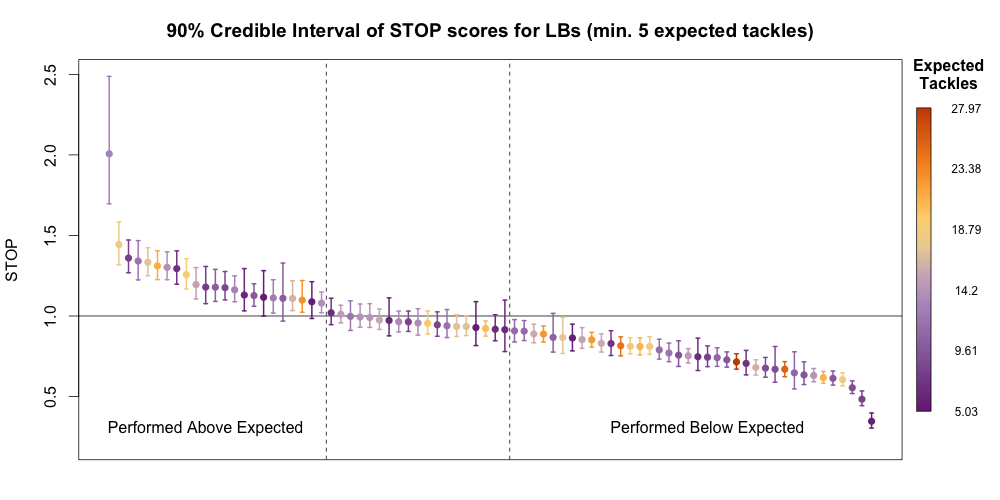 90% Credible Interval of STOP scores for LBs (min. 5 expected tackles)
Expected
Tackles
2.5
2.0
1.5
1.0
0.5
STOP
27.97
23.38
18.79
14.2
9.61
5.03
Performed Above Expected
Performed Below Expected